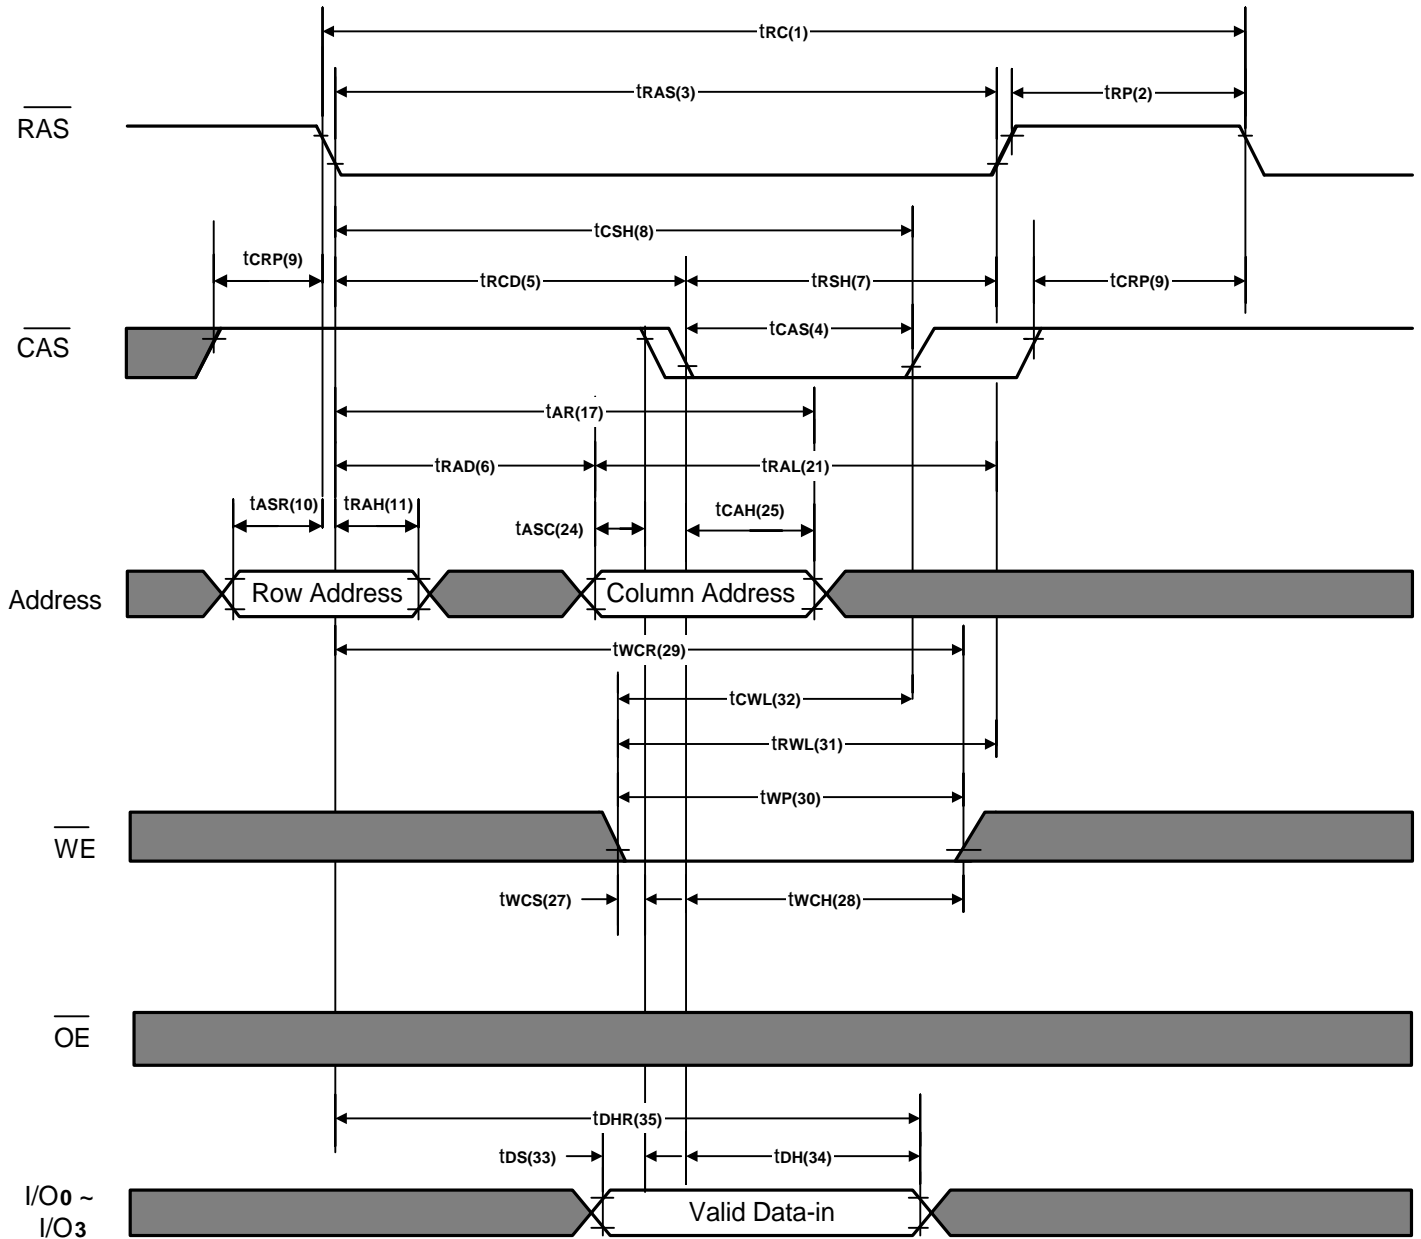 tRC(1)
tRAS(3)
tRP(2)
RAS
tCSH(8)
tCRP(9)
tRCD(5)
tRSH(7)
tCRP(9)
tCAS(4)
CAS
tAR(17)
tRAD(6)
tRAL(21)
tASR(10)
tRAH(11)
tASC(24)
tCAH(25)
Address
Row Address
Column Address
tWCR(29)
tCWL(32)
tRWL(31)
tWP(30)
WE
tWCS(27)
tWCH(28)
OE
tDHR(35)
tDS(33)
tDH(34)
I/O0 ~
I/O3
Valid Data-in